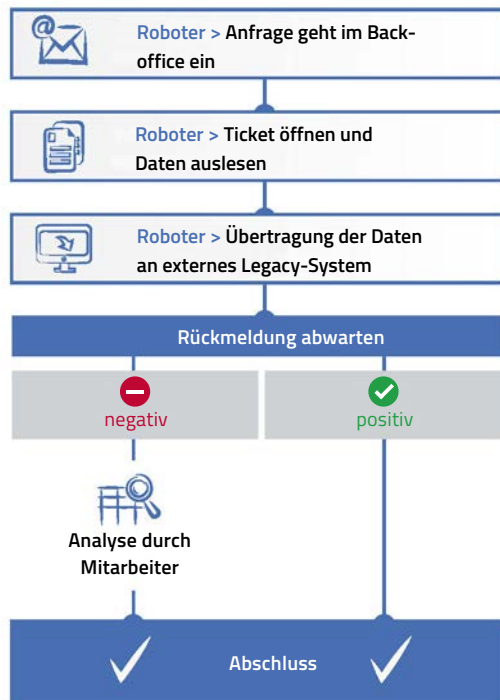 Roboter > Anfrage geht im Back-
office ein
Roboter > Ticket öffnen und
Daten auslesen
Roboter > Übertragung der Daten
an externes Legacy-System
Rückmeldung abwarten
negativ
positiv
Analyse durch
Mitarbeiter
Abschluss